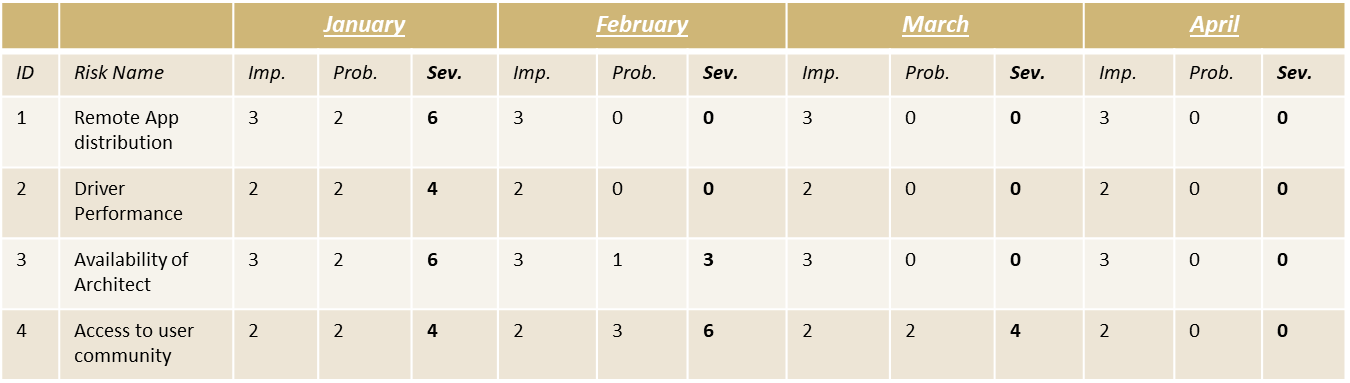 January February March April
ID Risk Name Imp. Prob. Sev. Imp. Prob. Sev. Imp. Prob. Sev. Imp. Prob. Sev.
1 Remote App 3 2 6 3 0 0 3 0 0 3 0 0
distribution
2 Driver 2 2 4 2 0 0 2 0 0 2 0 0
Performance
3 Availability of 3 2 6 3 1 3 3 0 0 3 0 0
Architect
4 Access to user 2 2 4 2 3 6 2 2 4 2 0 0
community